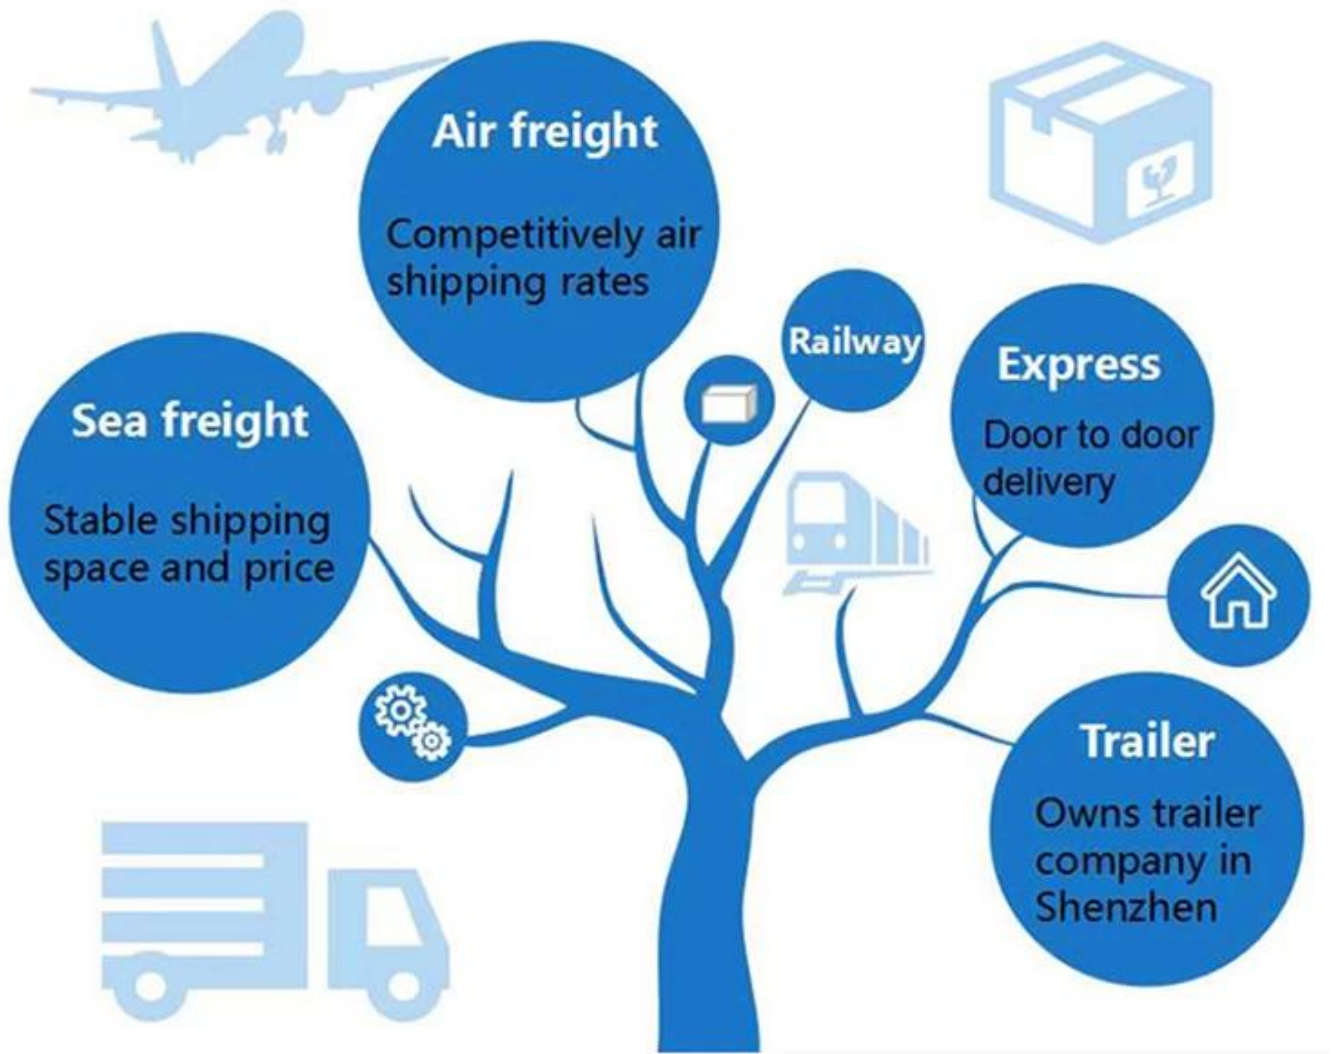 Air freight
Competitively air
shipping rates
Railway
Express
Door to door
delivery
Sea freight
Stable shipping
space and price
Trailer
Owns trailer
company in
Shenzhen